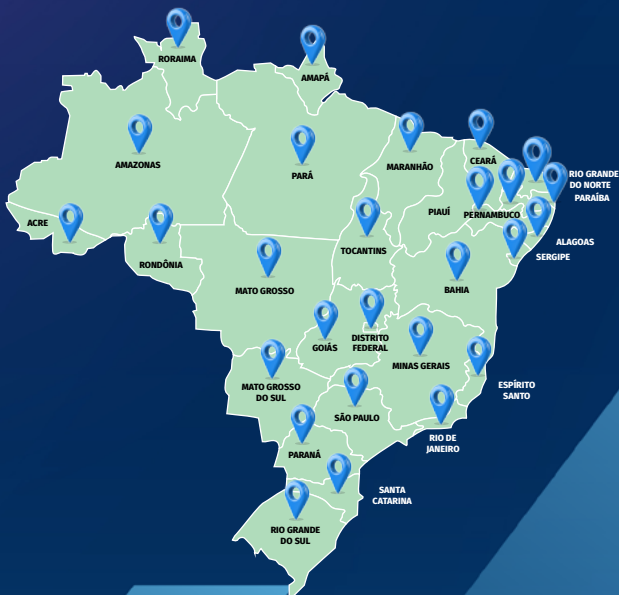 RORAIMA
AMAPÁ
AMAZONAS
PARÁ
MARANHÃO
CEARÁ
RIO GRANDE
DO NORTE
PARAÍBA
PIAUÍ
PERNAMBUCO
ACRE
ALAGOAS
SERGIPE
RONDÔNIA
TOCANTINS
MATO GROSSO
BAHIA
GOIÁS
DISTRITO
FEDERAL
MINAS GERAIS
MATO GROSSO
DO SUL
ESPÍRITO
SANTO
SÃO PAULO
RIO DE
JANEIRO
PARANÁ
SANTA
CATARINA
RIO GRANDE
DO SUL